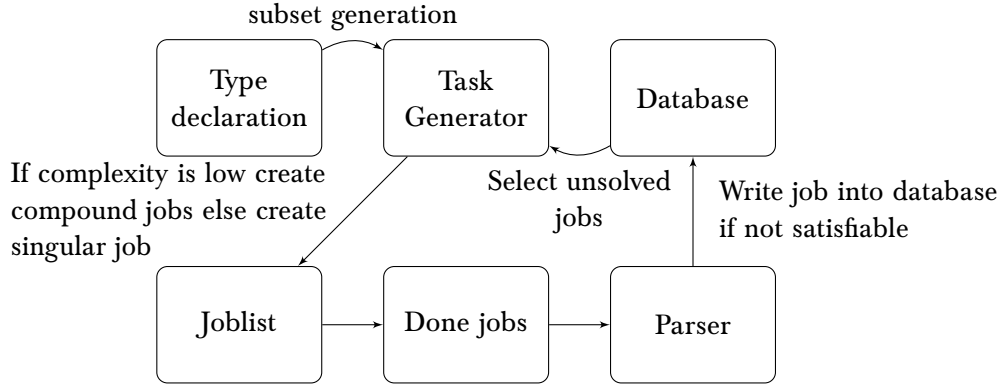 subset generation
Type
declaration
Task
Generator
Database
If complexity is low create
compound jobs else create
singular job
Select unsolved
jobs
Write job into database
if not satisfiable
Joblist
Done jobs
Parser